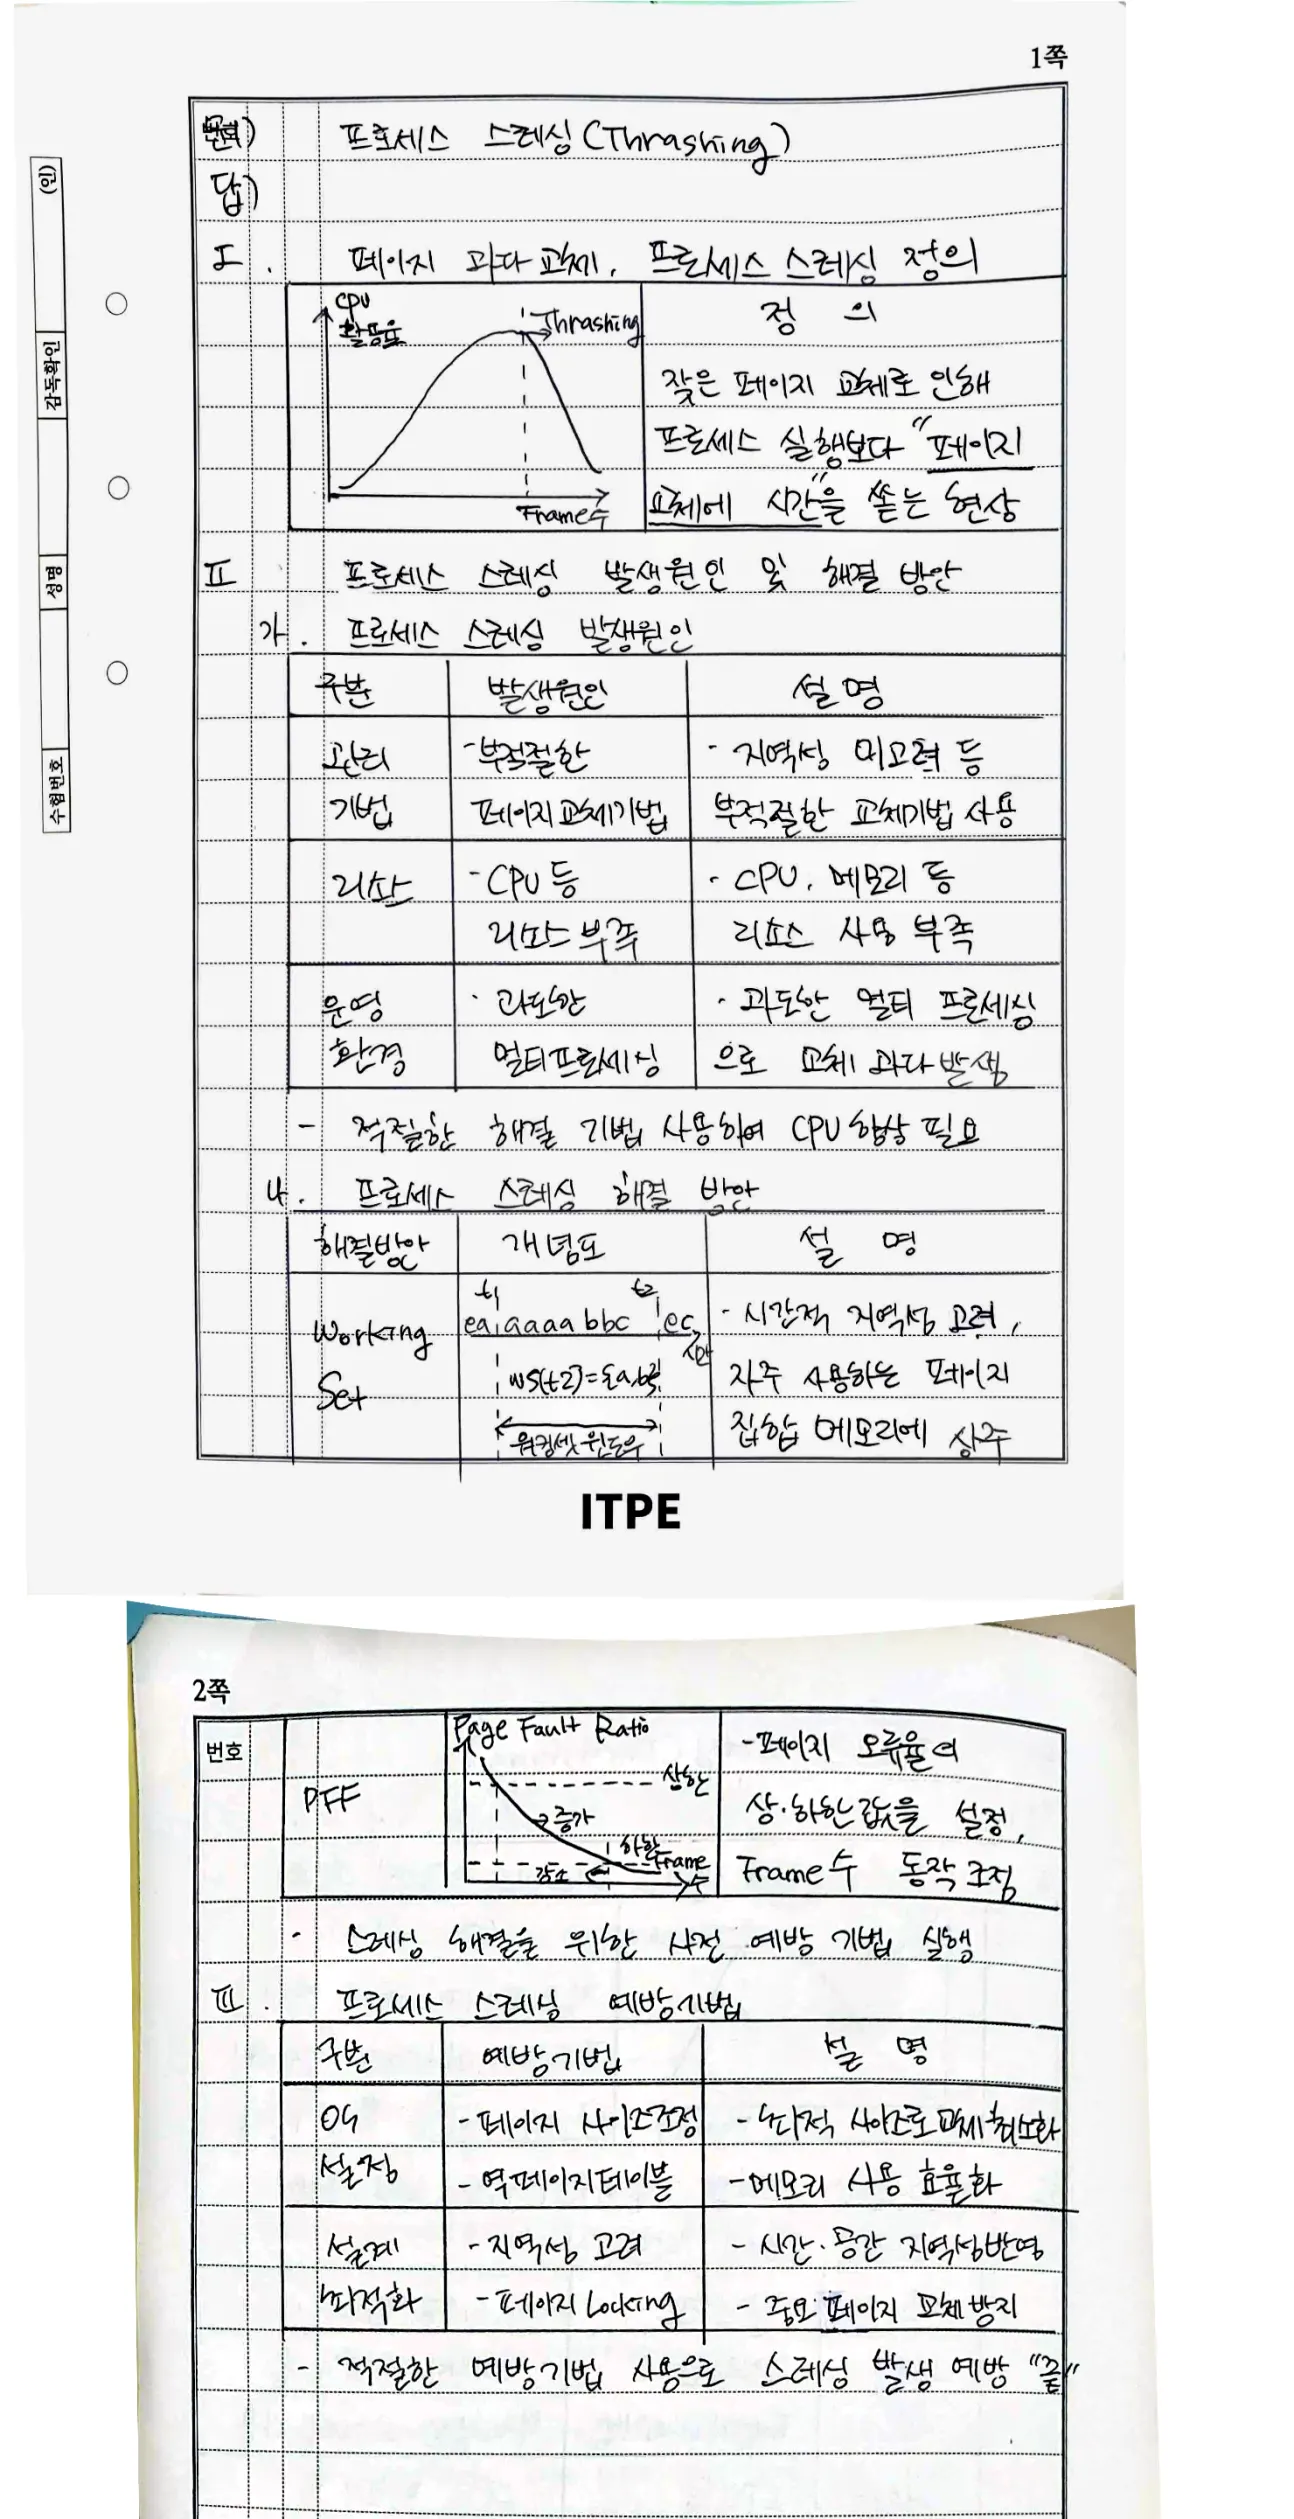 1쪽
문제)
프로세스 스레싱(Thrashing)
답)
I. 페이지 과다 교체, 프로세스 스레싱 정의
CPU 활용율
Thrashing
Frame수
정 의
잦은 페이지 교체로 인해
프로세스 실행보다 "페이지
교체에 시간"을 쏟는 현상
II 프로세스 스레싱 발생원인 및 해결 방안
가. 프로세스 스레싱 발생원인
구분 발생원인 설명
관리 -부적절한 - 지역성 미고려 등
기법 페이지교체기법 부적절한 교체기법 사용
리소스 - CPU 등 - CPU, 메모리 등
리소스 부족 리소스 사용 부족
운영 - 과도한 - 과도한 멀티 프로세싱
환경 멀티프로세싱 으로 교체 과다 발생
- 적절한 해결 기법 사용하여 CPU 향상 필요
나. 프로세스 스레싱 해결 방안
해결방안 개념도 설 명
Working
Set
t1 t2
ea aaaa bbc ec
시간
ws(t2)={a,b,
워킹셋 윈도우
- 시간적 지역성 고려,
자주 사용하는 페이지
집합 메모리에 상주
ITPE
(인)
감독확인
성명
수험번호
2쪽
번호
PFF
Page Fault Ratio
상한
증가
하한
감소
Frame
수
-페이지 오류율의
상·하한 값을 설정,
Frame수 동작 조절
- 스레싱 해결을 위한 사전 예방 기법 실행
III. 프로세스 스레싱 예방기법
구분 예방기법 설 명
OS - 페이지 사이즈조정 - 최적 사이즈로 교체 최소화
설정 - 역페이지테이블 - 메모리 사용 효율화
설계 - 지역성 고려 - 시간·공간 지역성반영
최적화 - 페이지 Locking - 중요 페이지 교체 방지
- 적절한 예방기법 사용으로 스레싱 발생 예방 "끝"